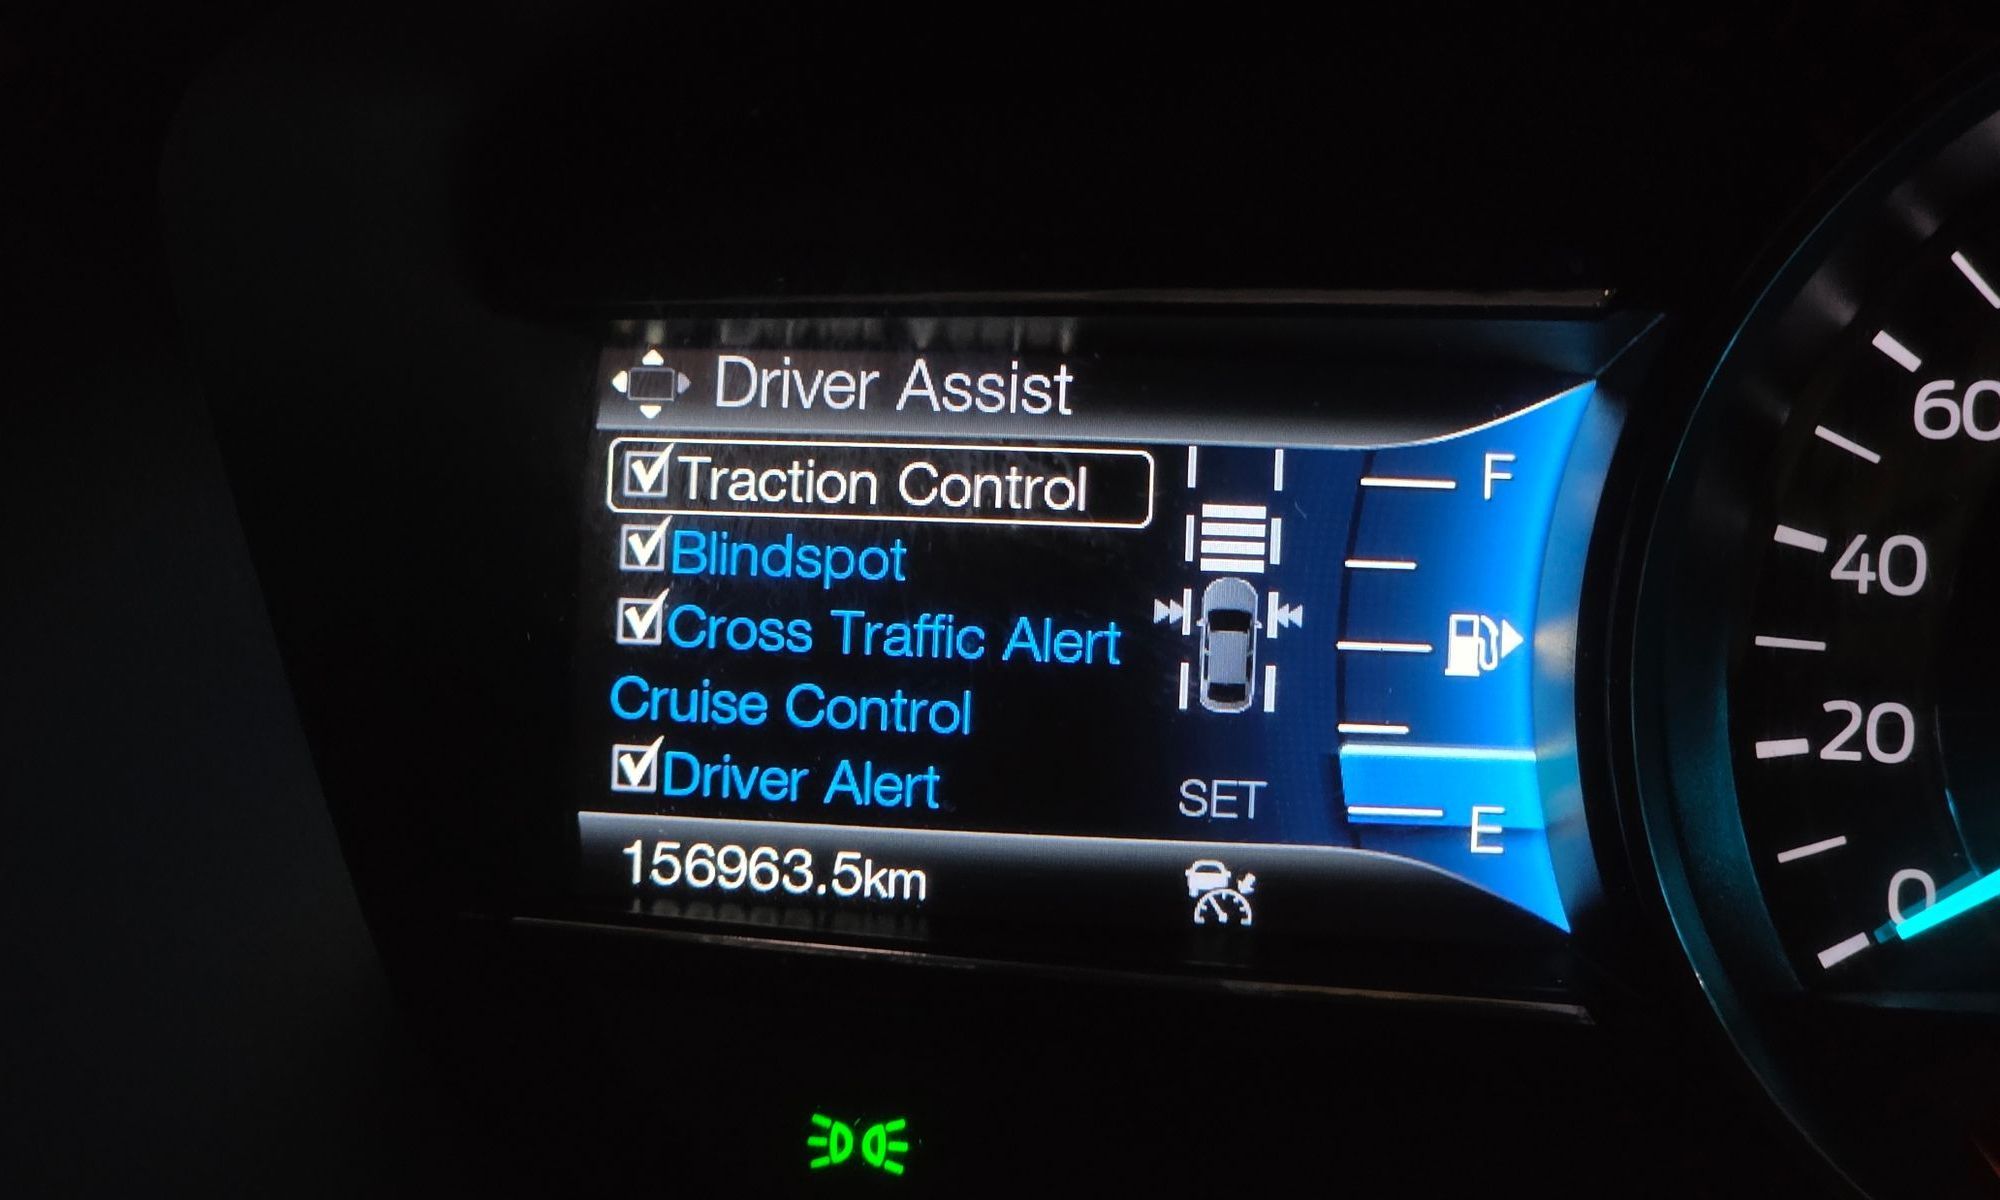 Driver Assist
Traction Control
Blindspot
Cross Traffic Alert
Cruise Control
Driver Alert
SET
156963.5km
F
E
60
40
20
0